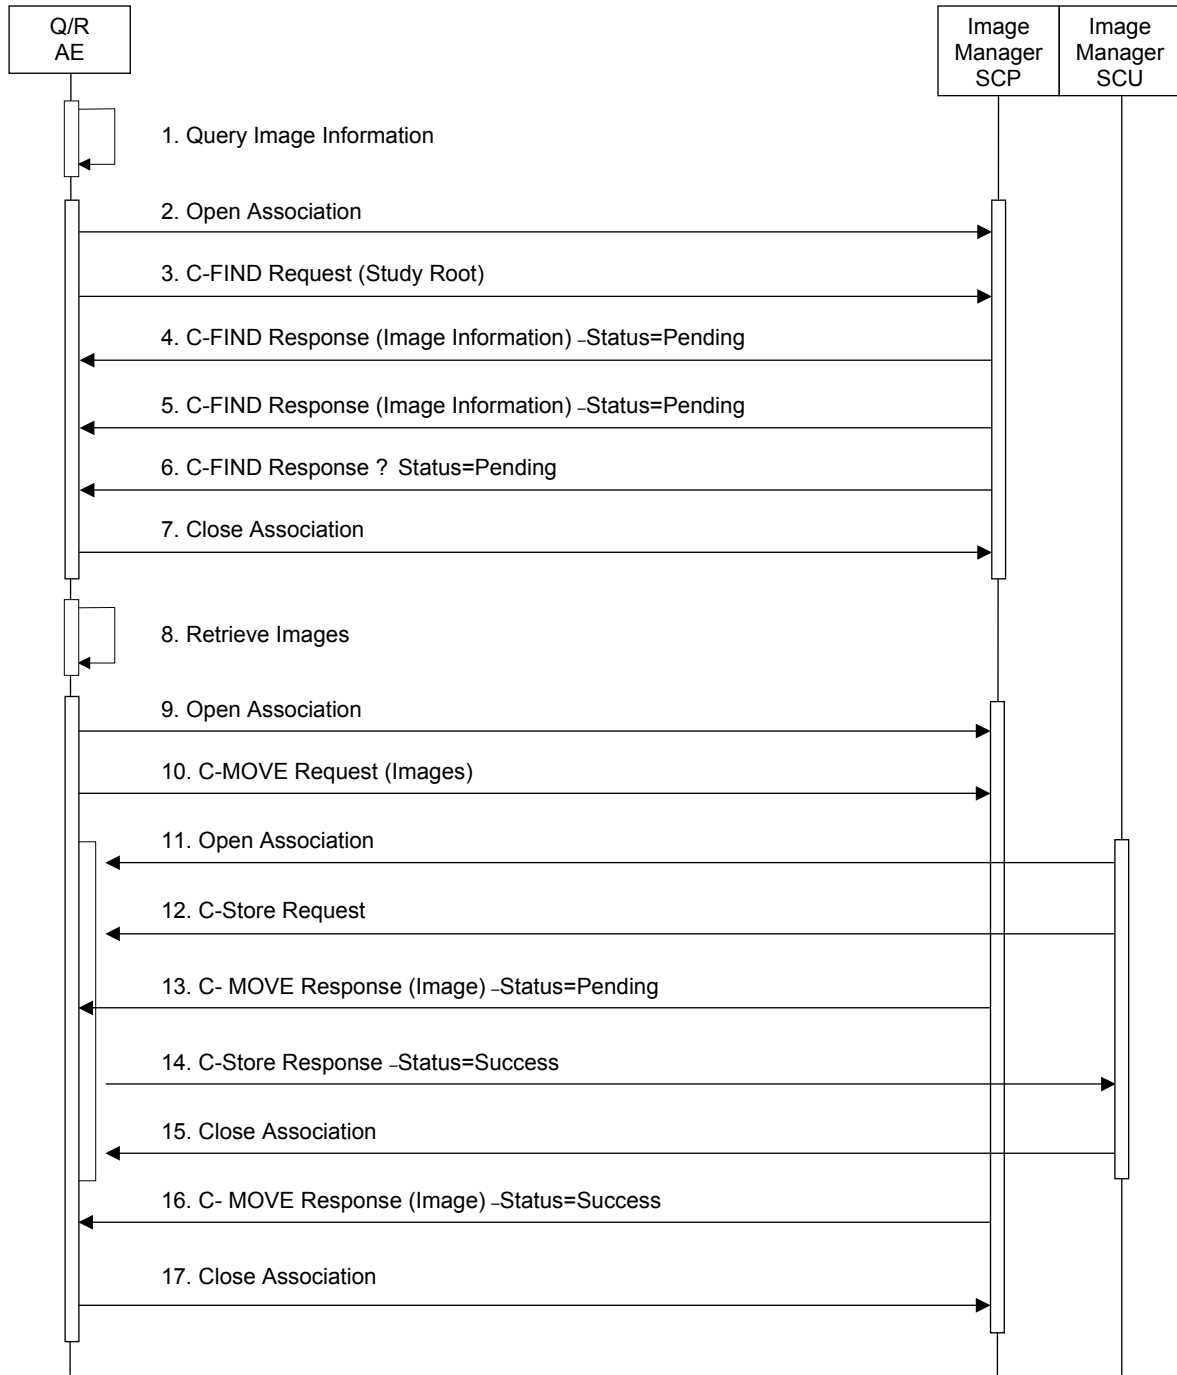 Q/R
AE
Image
Manager
SCP
Image
Manager
SCU
1. Query Image Information
2. Open Association
3. C-FIND Request (Study Root)
4. C-FIND Response (Image Information) –Status=Pending
5. C-FIND Response (Image Information) –Status=Pending
6. C-FIND Response ? Status=Pending
7. Close Association
8. Retrieve Images
9. Open Association
10. C-MOVE Request (Images)
11. Open Association
12. C-Store Request
13. C- MOVE Response (Image) –Status=Pending
14. C-Store Response –Status=Success
15. Close Association
16. C- MOVE Response (Image) –Status=Success
17. Close Association